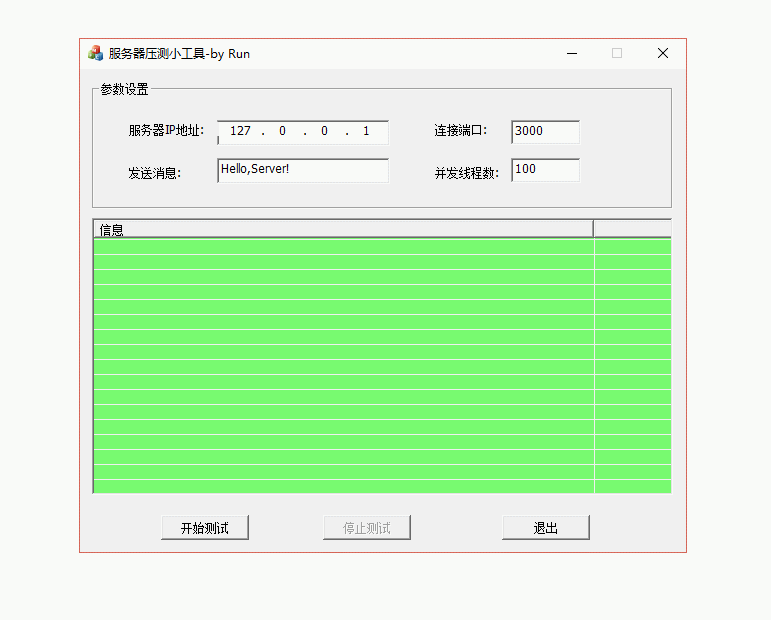 服务器压测小工具-by Run
参数设置
服务器IP地址: 127 . 0 . 0 . 1 连接端口: 3000
发送消息: Hello,Server! 并发线程数: 100
信息
开始测试 停止测试 退出